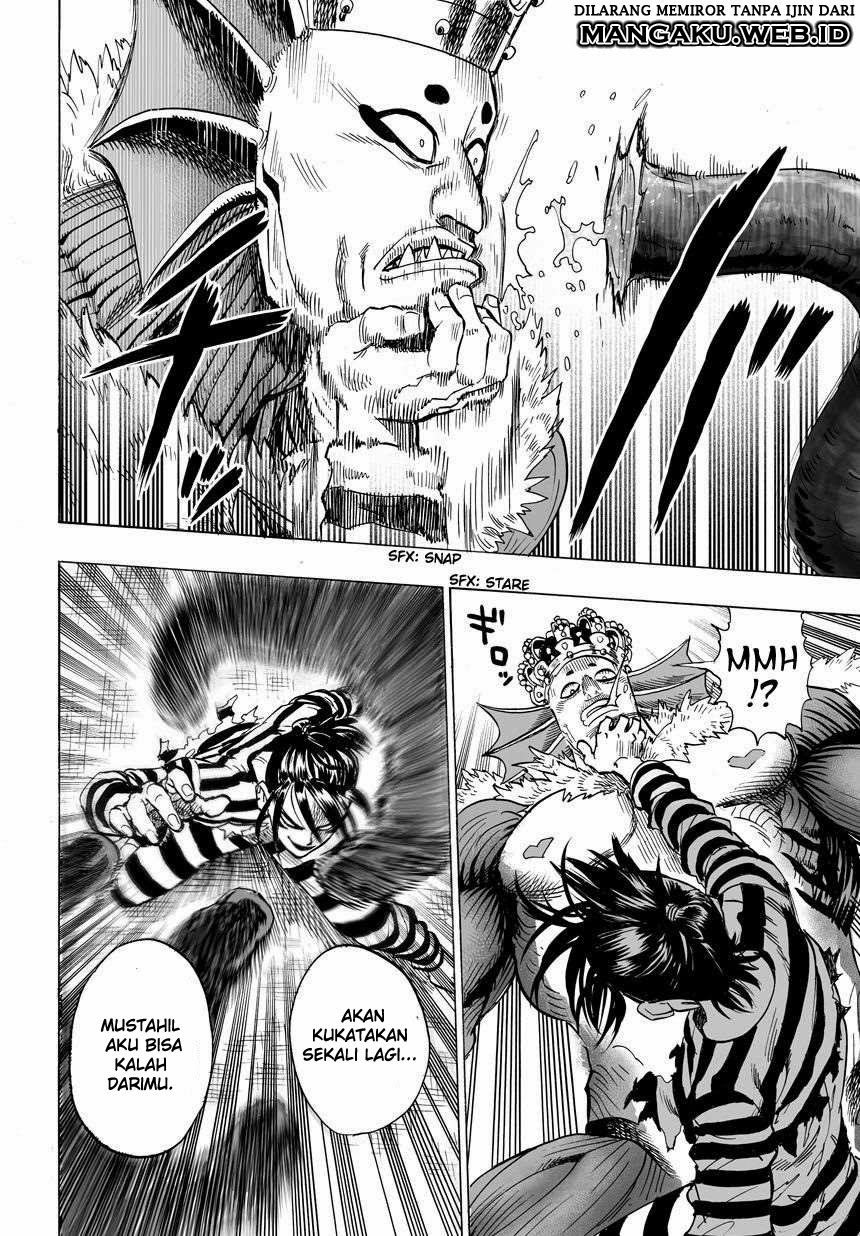 DILARANG MEMIROR TANPA IJIN DARI
MANGAKU.WEB.ID
SFX: SNAP
SFX: STARE
ギロッ
MMH
!?
AKAN
KUKATAKAN
SEKALI LAGI...
MUSTAHIL
AKU BISA
KALAH
DARIMU.